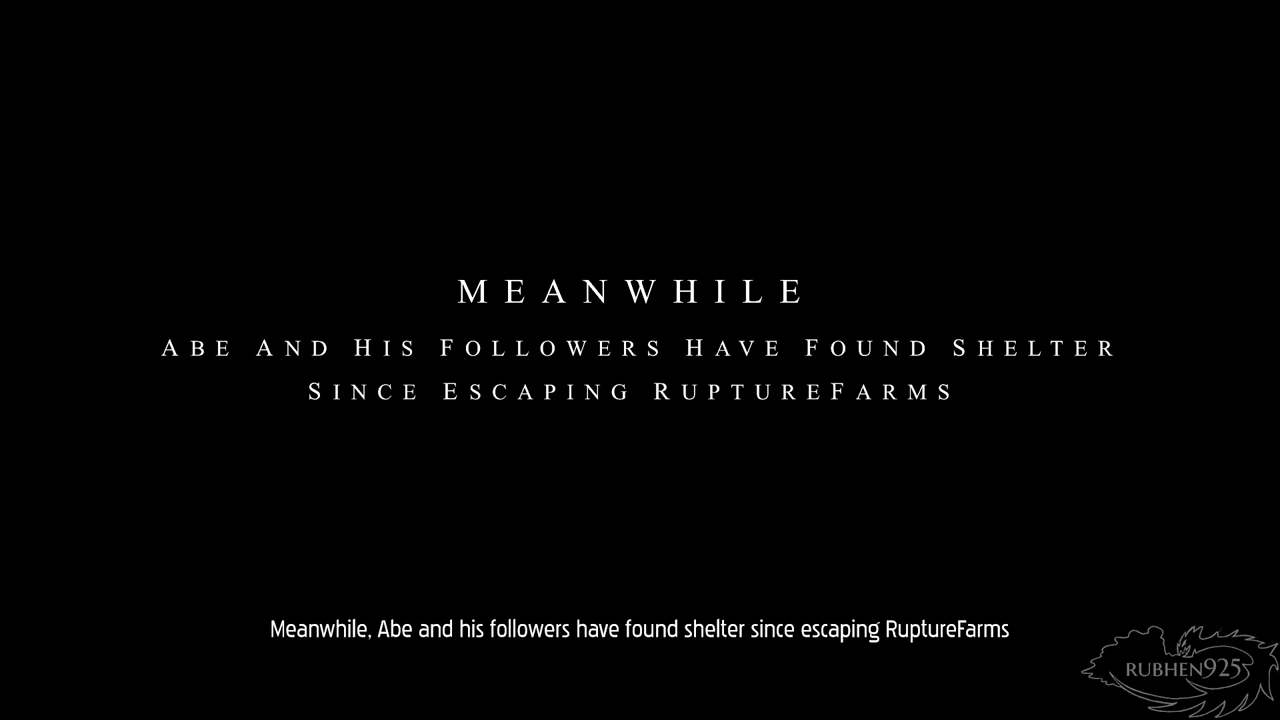 MEANWHILE
ABE AND HIS FOLLOWERS HAVE FOUND SHELTER
SINCE ESCAPING RUPTUREFARMS
Meanwhile, Abe and his followers have found shelter since escaping RuptureFarms
RUBHEN925